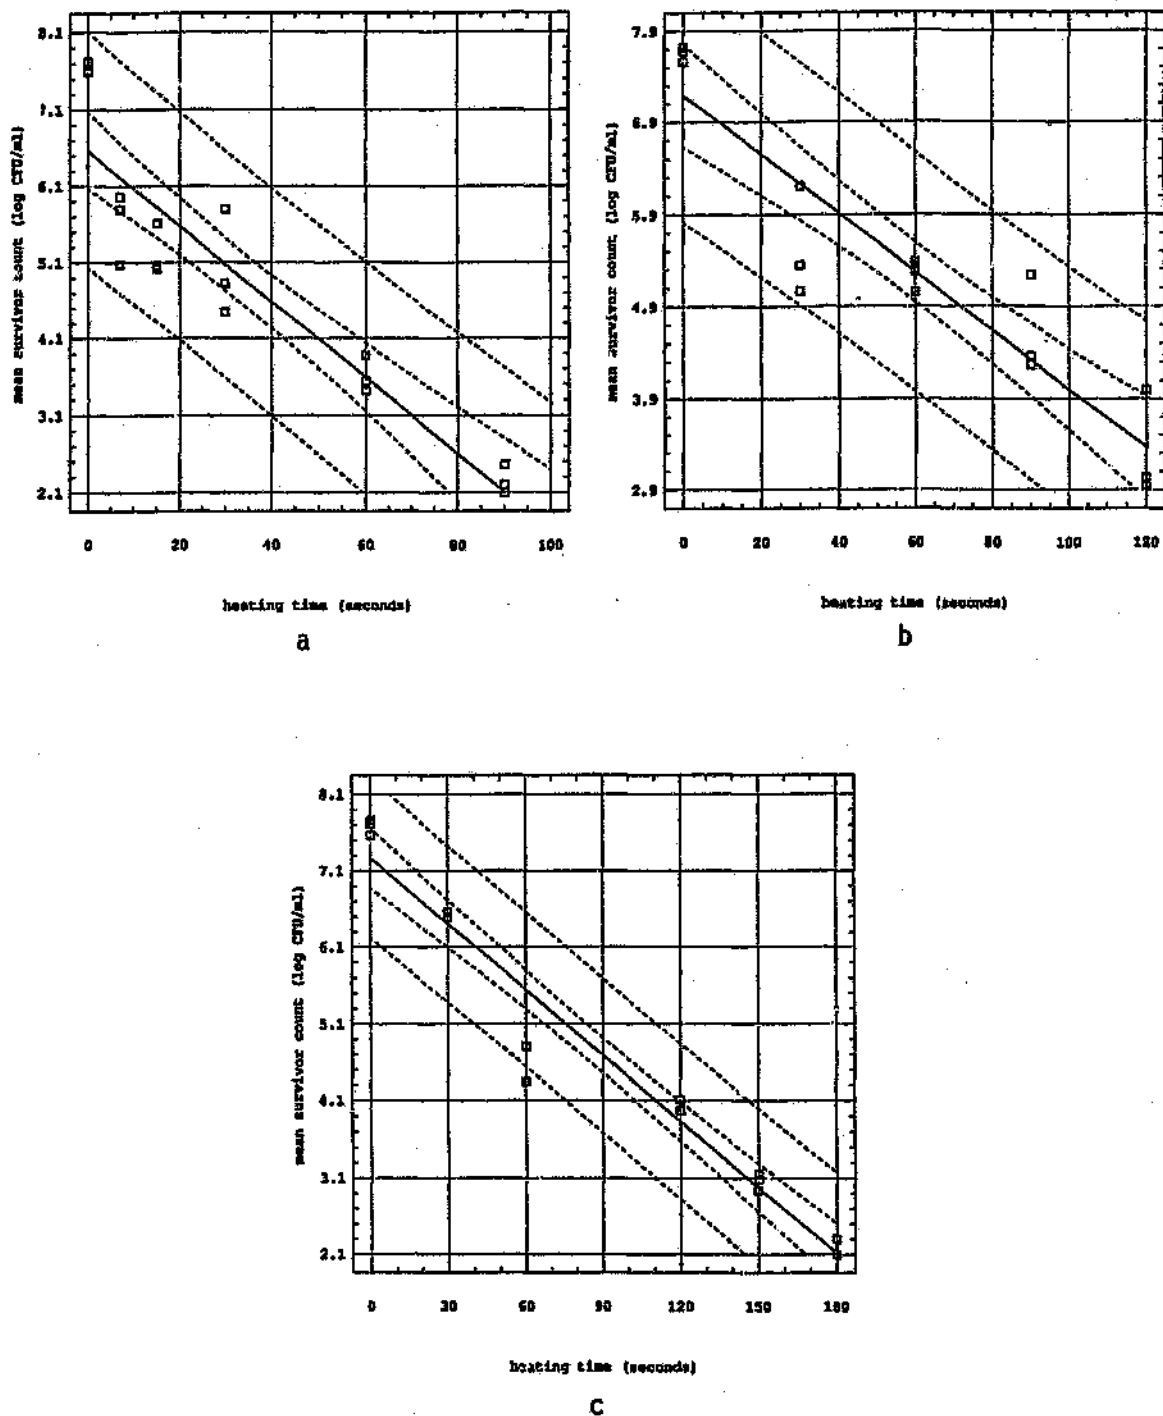 mean survivor count (log CFU/ml)
8.1
7.1
6.1
5.1
4.1
3.1
2.1
0 20 40 60 80 100
heating time (seconds)
a
mean survivor count (log CFU/ml)
7.9
6.9
5.9
4.9
3.9
2.9
0 20 40 60 80 100 120
heating time (seconds)
b
mean survivor count (log CFU/ml)
8.1
7.1
6.1
5.1
4.1
3.1
2.1
0 30 60 90 120 150 180
heating time (seconds)
C